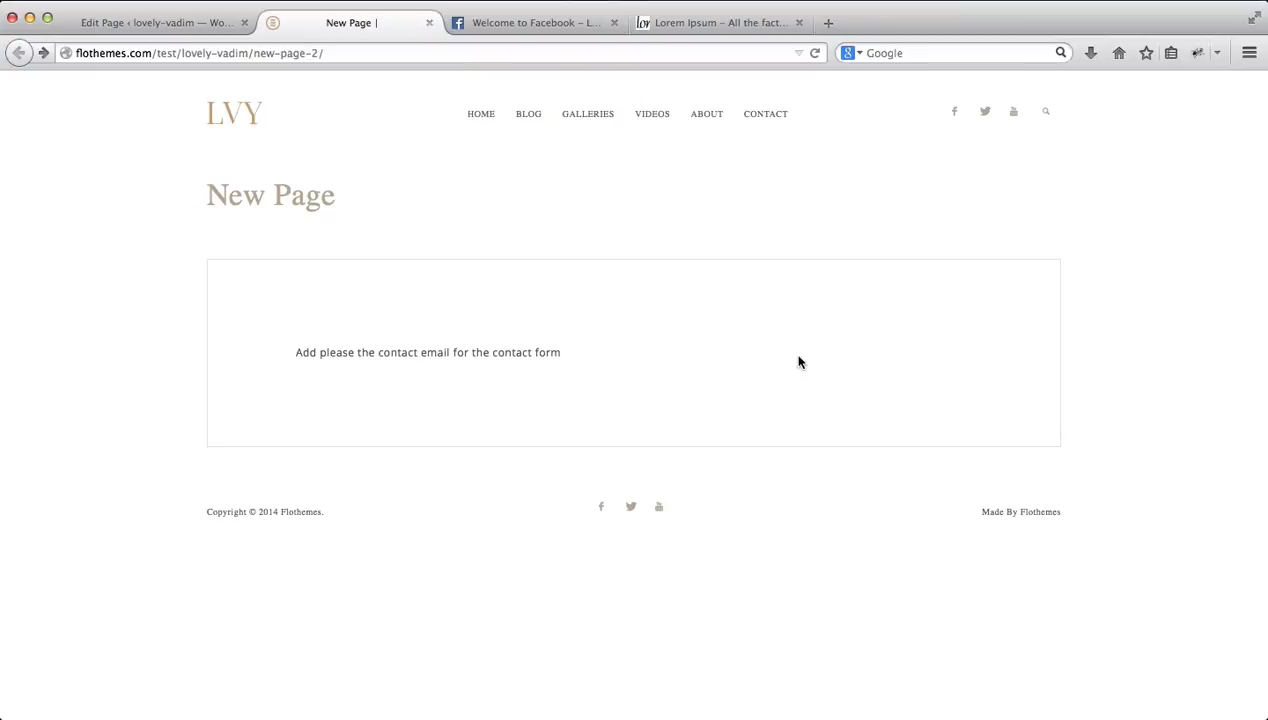 Edit Page ‹ lovely-vadim — Wo...
New Page |
Welcome to Facebook – L...
lor
Lorem Ipsum – All the fact...
flothemes.com/test/lovely-vadim/new-page-2/
Google
LVY
HOME BLOG GALLERIES VIDEOS ABOUT CONTACT
New Page
Add please the contact email for the contact form
Copyright © 2014 Flothemes.
Made By Flothemes